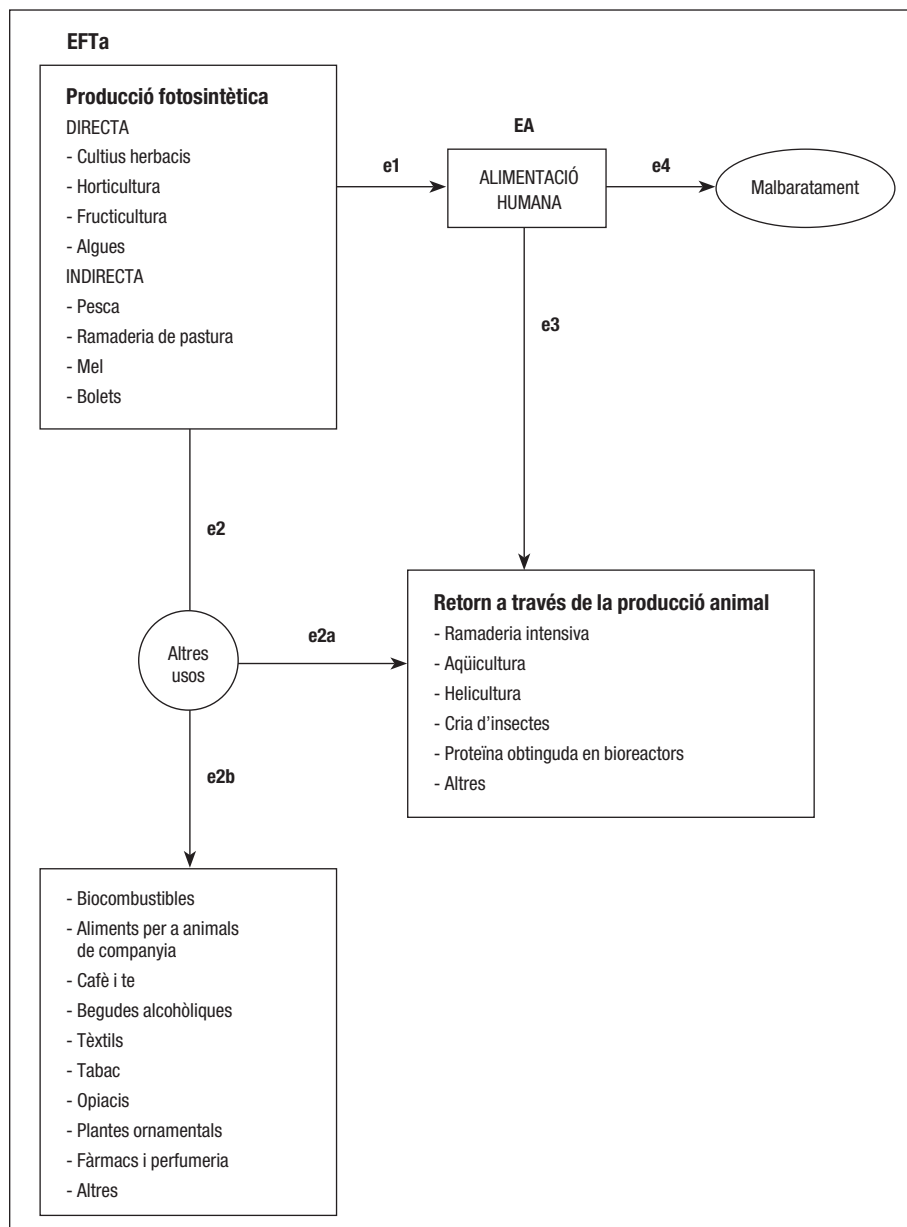 EFTa
Producció fotosintètica
DIRECTA
- Cultius herbacis
- Horticultura
- Fructicultura
- Algues
INDIRECTA
- Pesca
- Ramaderia de pastura
- Mel
- Bolets
e1
EA
ALIMENTACIÓ
HUMANA
e4
Malbaratament
e3
e2
Altres
usos
e2a
Retorn a través de la producció animal
- Ramaderia intensiva
- Aqüicultura
- Helicultura
- Cria d'insectes
- Proteïna obtinguda en bioreactors
- Altres
e2b
- Biocombustibles
- Aliments per a animals
de companyia
- Cafè i te
- Begudes alcohòliques
- Tèxtils
- Tabac
- Opiacis
- Plantes ornamentals
- Fàrmacs i perfumeria
- Altres